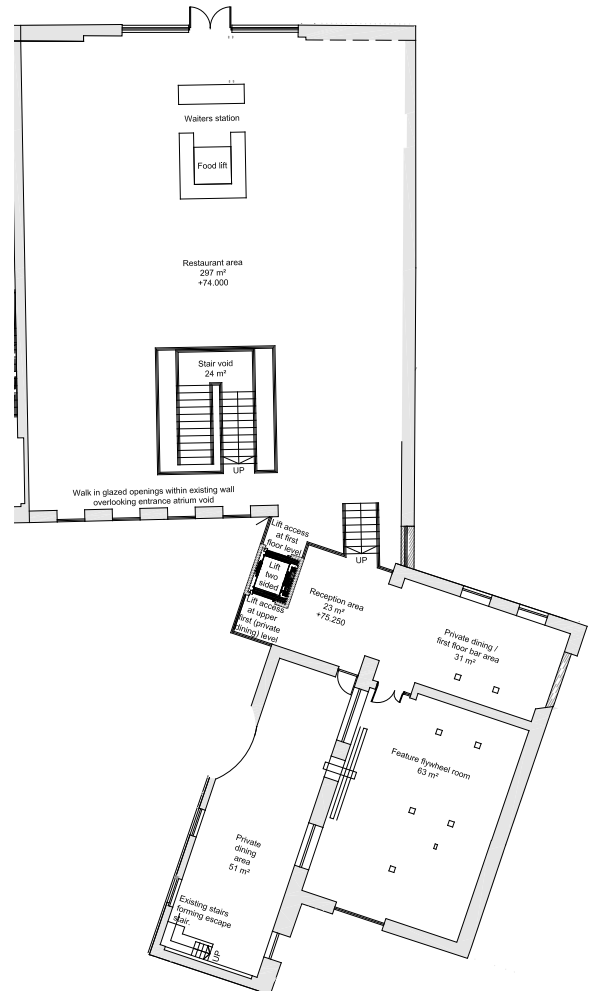 Waiters station
Food lift
Restaurant area
297 m²
+74.000
Stair void
24 m²
UP
Walk in glazed openings within existing wall
overlooking entrance atrium void
Lift access
at first
floor level
UP
Lift
two
sided
Reception area
23 m²
+75.250
Lift access
at upper
first (private
dining) level
Private dining /
first floor bar area
31 m²
Feature flywheel room
63 m²
Private
dining
area
51 m²
Existing stairs
forming escape
stair.
UP